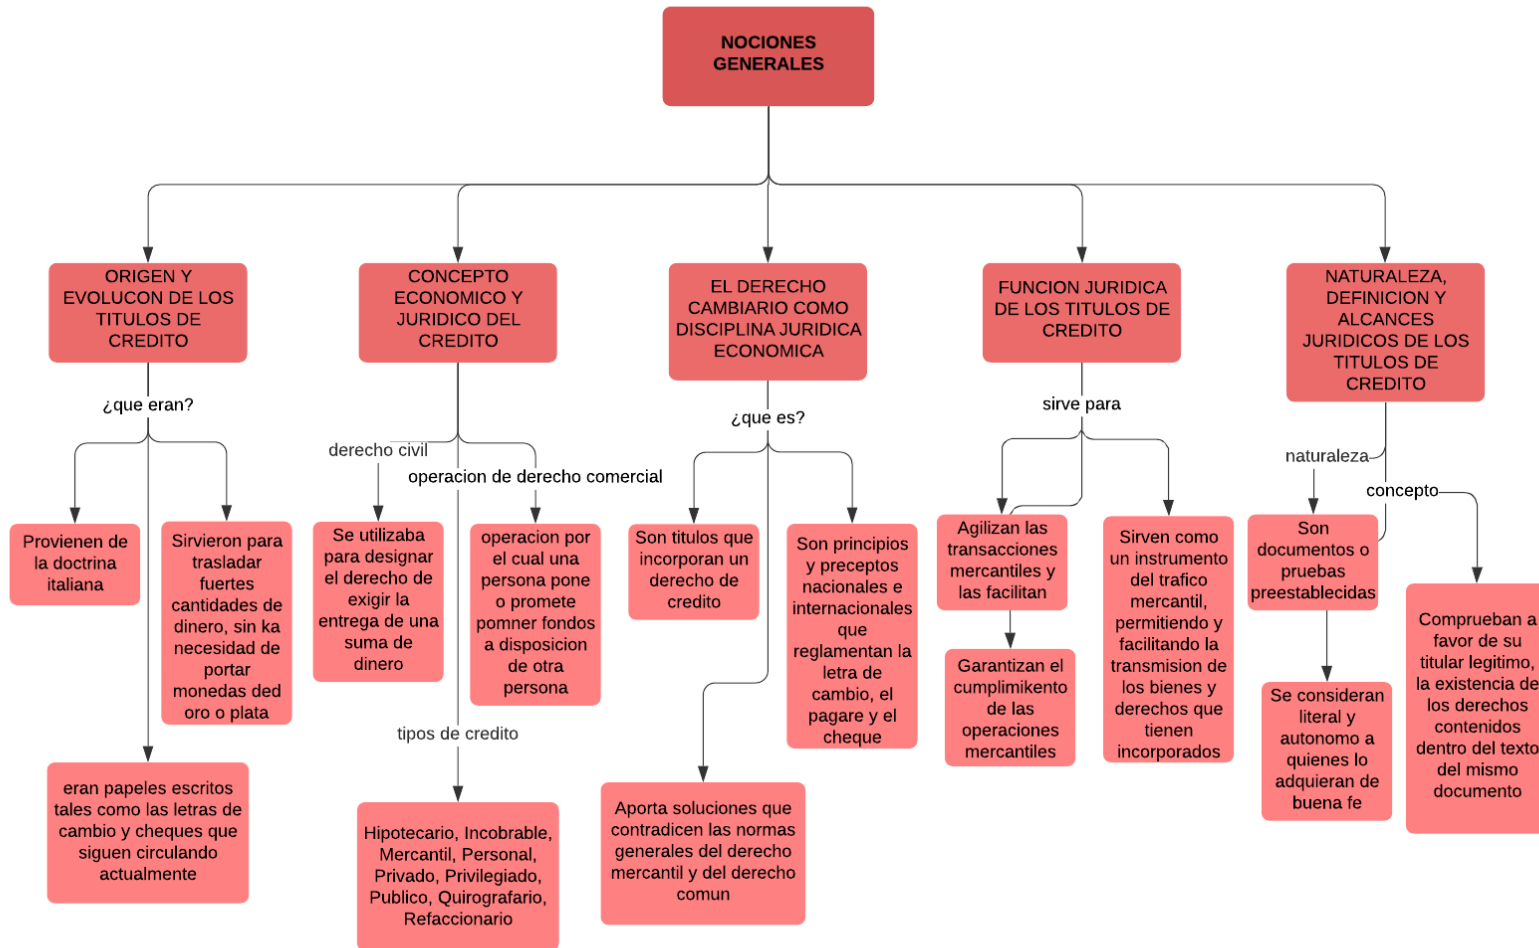 NOCIONES
GENERALES
ORIGEN Y
EVOLUCON DE LOS
TITULOS DE
CREDITO
CONCEPTO
ECONOMICO Y
JURIDICO DEL
CREDITO
EL DERECHO
CAMBIARIO COMO
DISCIPLINA JURIDICA
ECONOMICA
FUNCION JURIDICA
DE LOS TITULOS DE
CREDITO
NATURALEZA,
DEFINICION Y
ALCANCES
JURIDICOS DE LOS
TITULOS DE
CREDITO
¿que eran?
derecho civil
operacion de derecho comercial
¿que es?
sirve para
naturaleza
concepto
Provienen de
la doctrina
italiana
Sirvieron para
trasladar
fuertes
cantidades de
dinero, sin ka
necesidad de
portar
monedas ded
oro o plata
Se utilizaba
para designar
el derecho de
exigir la
entrega de una
suma de
dinero
operacion por
el cual una
persona pone
o promete
pomner fondos
a disposicion
de otra
persona
Son titulos que
incorporan un
derecho de
credito
Son principios
y preceptos
nacionales e
internacionales
que
reglamentan la
letra de
cambio, el
pagare y el
cheque
Agilizan las
transacciones
mercantiles y
las facilitan
Sirven como
un instrumento
del trafico
mercantil,
permitiendo y
facilitando la
transmision de
los bienes y
derechos que
tienen
incorporados
Son
documentos o
pruebas
preestablecidas
Comprueban a
favor de su
titular legitimo,
la existencia de
los derechos
contenidos
dentro del texto
del mismo
documento
Garantizan el
cumplimikento
de las
operaciones
mercantiles
Se consideran
literal y
autonomo a
quienes lo
adquieran de
buena fe
tipos de credito
eran papeles escritos
tales como las letras de
cambio y cheques que
siguen circulando
actualmente
Hipotecario, Incobrable,
Mercantil, Personal,
Privado, Privilegiado,
Publico, Quirografario,
Refaccionario
Aporta soluciones que
contradicen las normas
generales del derecho
mercantil y del derecho
comun